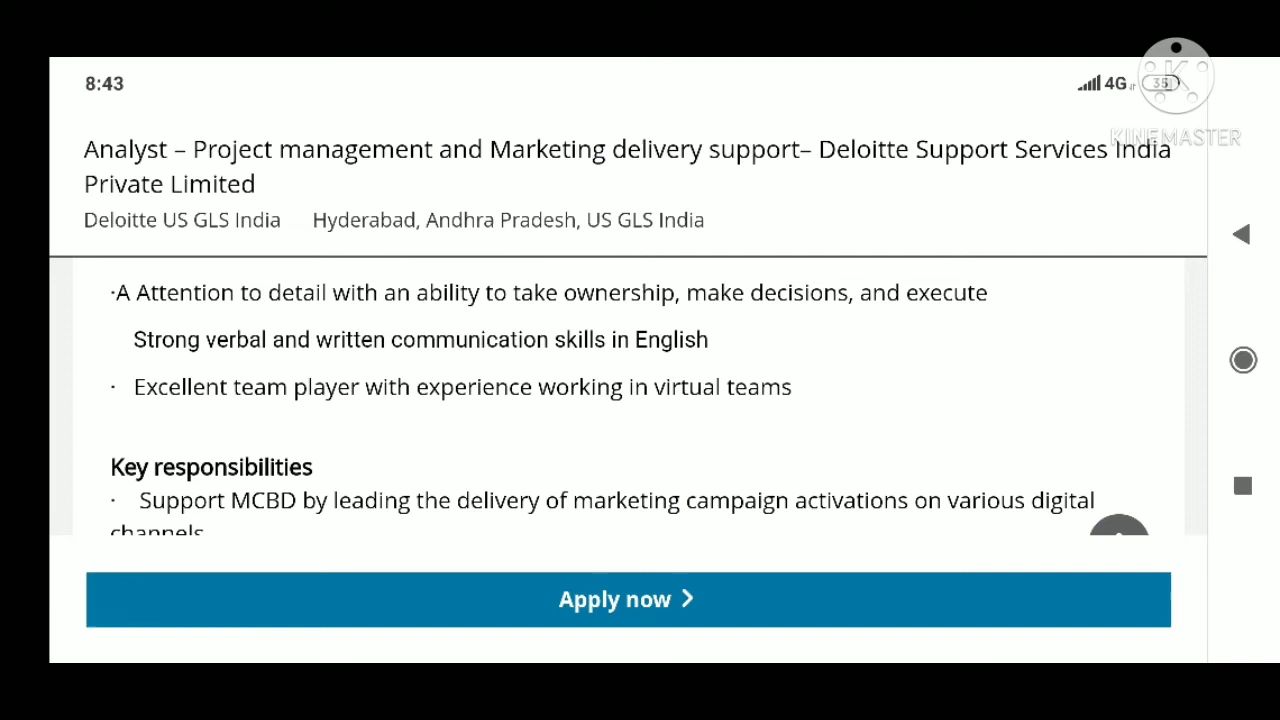 8:43
4G
35
KINEMASTER
Analyst – Project management and Marketing delivery support– Deloitte Support Services India
Private Limited
Deloitte US GLS India Hyderabad, Andhra Pradesh, US GLS India
·A Attention to detail with an ability to take ownership, make decisions, and execute
Strong verbal and written communication skills in English
· Excellent team player with experience working in virtual teams
Key responsibilities
· Support MCBD by leading the delivery of marketing campaign activations on various digital
channels
Apply now >